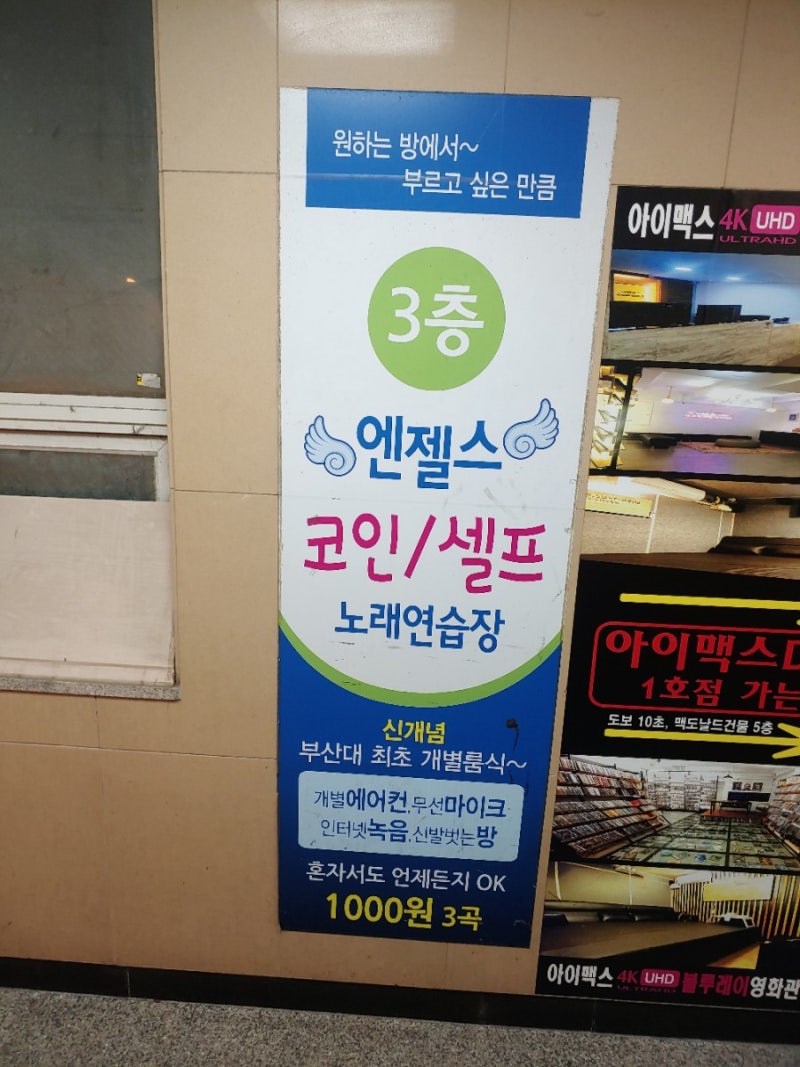 원하는 방에서~
부르고 싶은 만큼
3층
엔젤스
코인/셀프
노래연습장
신개념
부산대 최초 개별룸식~
개별에어컨,무선마이크
인터넷녹음,신발벗는방
혼자서도 언제든지 OK
1000원 3곡
아이맥스 4K UHD
ULTRAHD
아이맥스D
1호점 가는
도보 10초, 맥도날드건물 5층
아이맥스 4K UHD 블루레이영화관
ULTRAHD